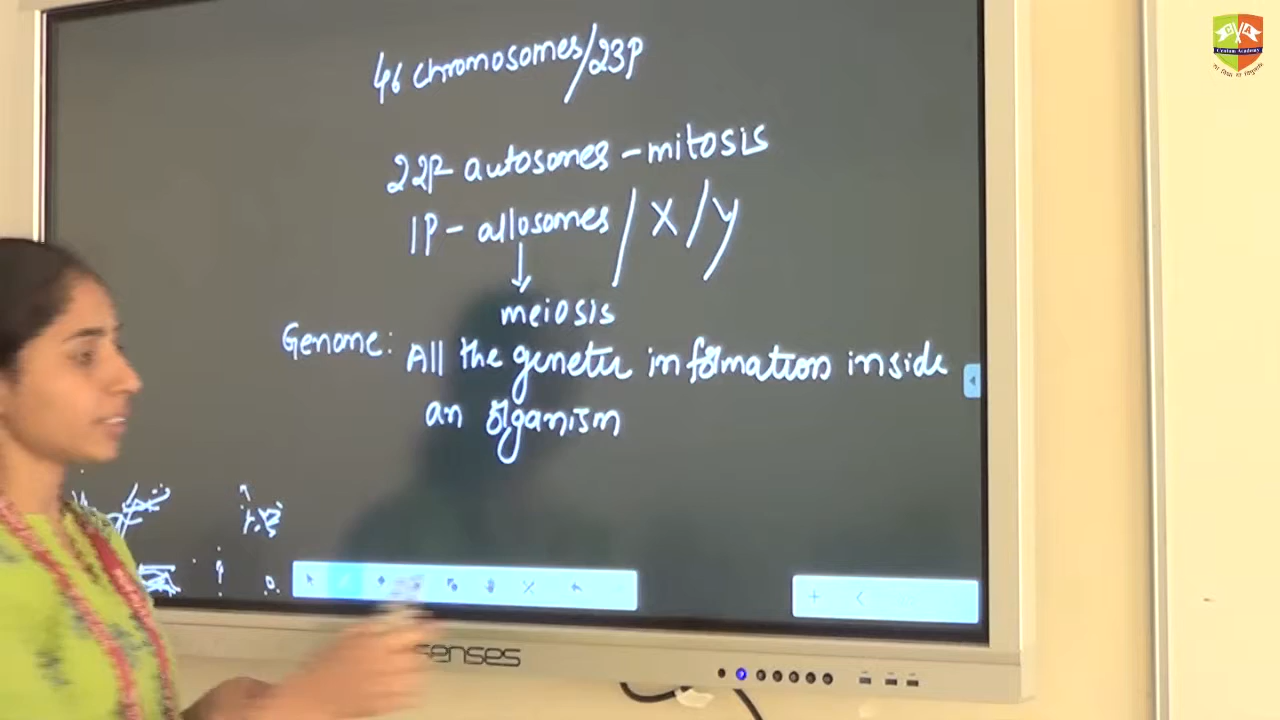 46 chromosomes/23P
22P autosomes - mitosis
1P - allosomes / X / Y
↓
meiosis
Genome: All the genetic information inside
an organism
senses